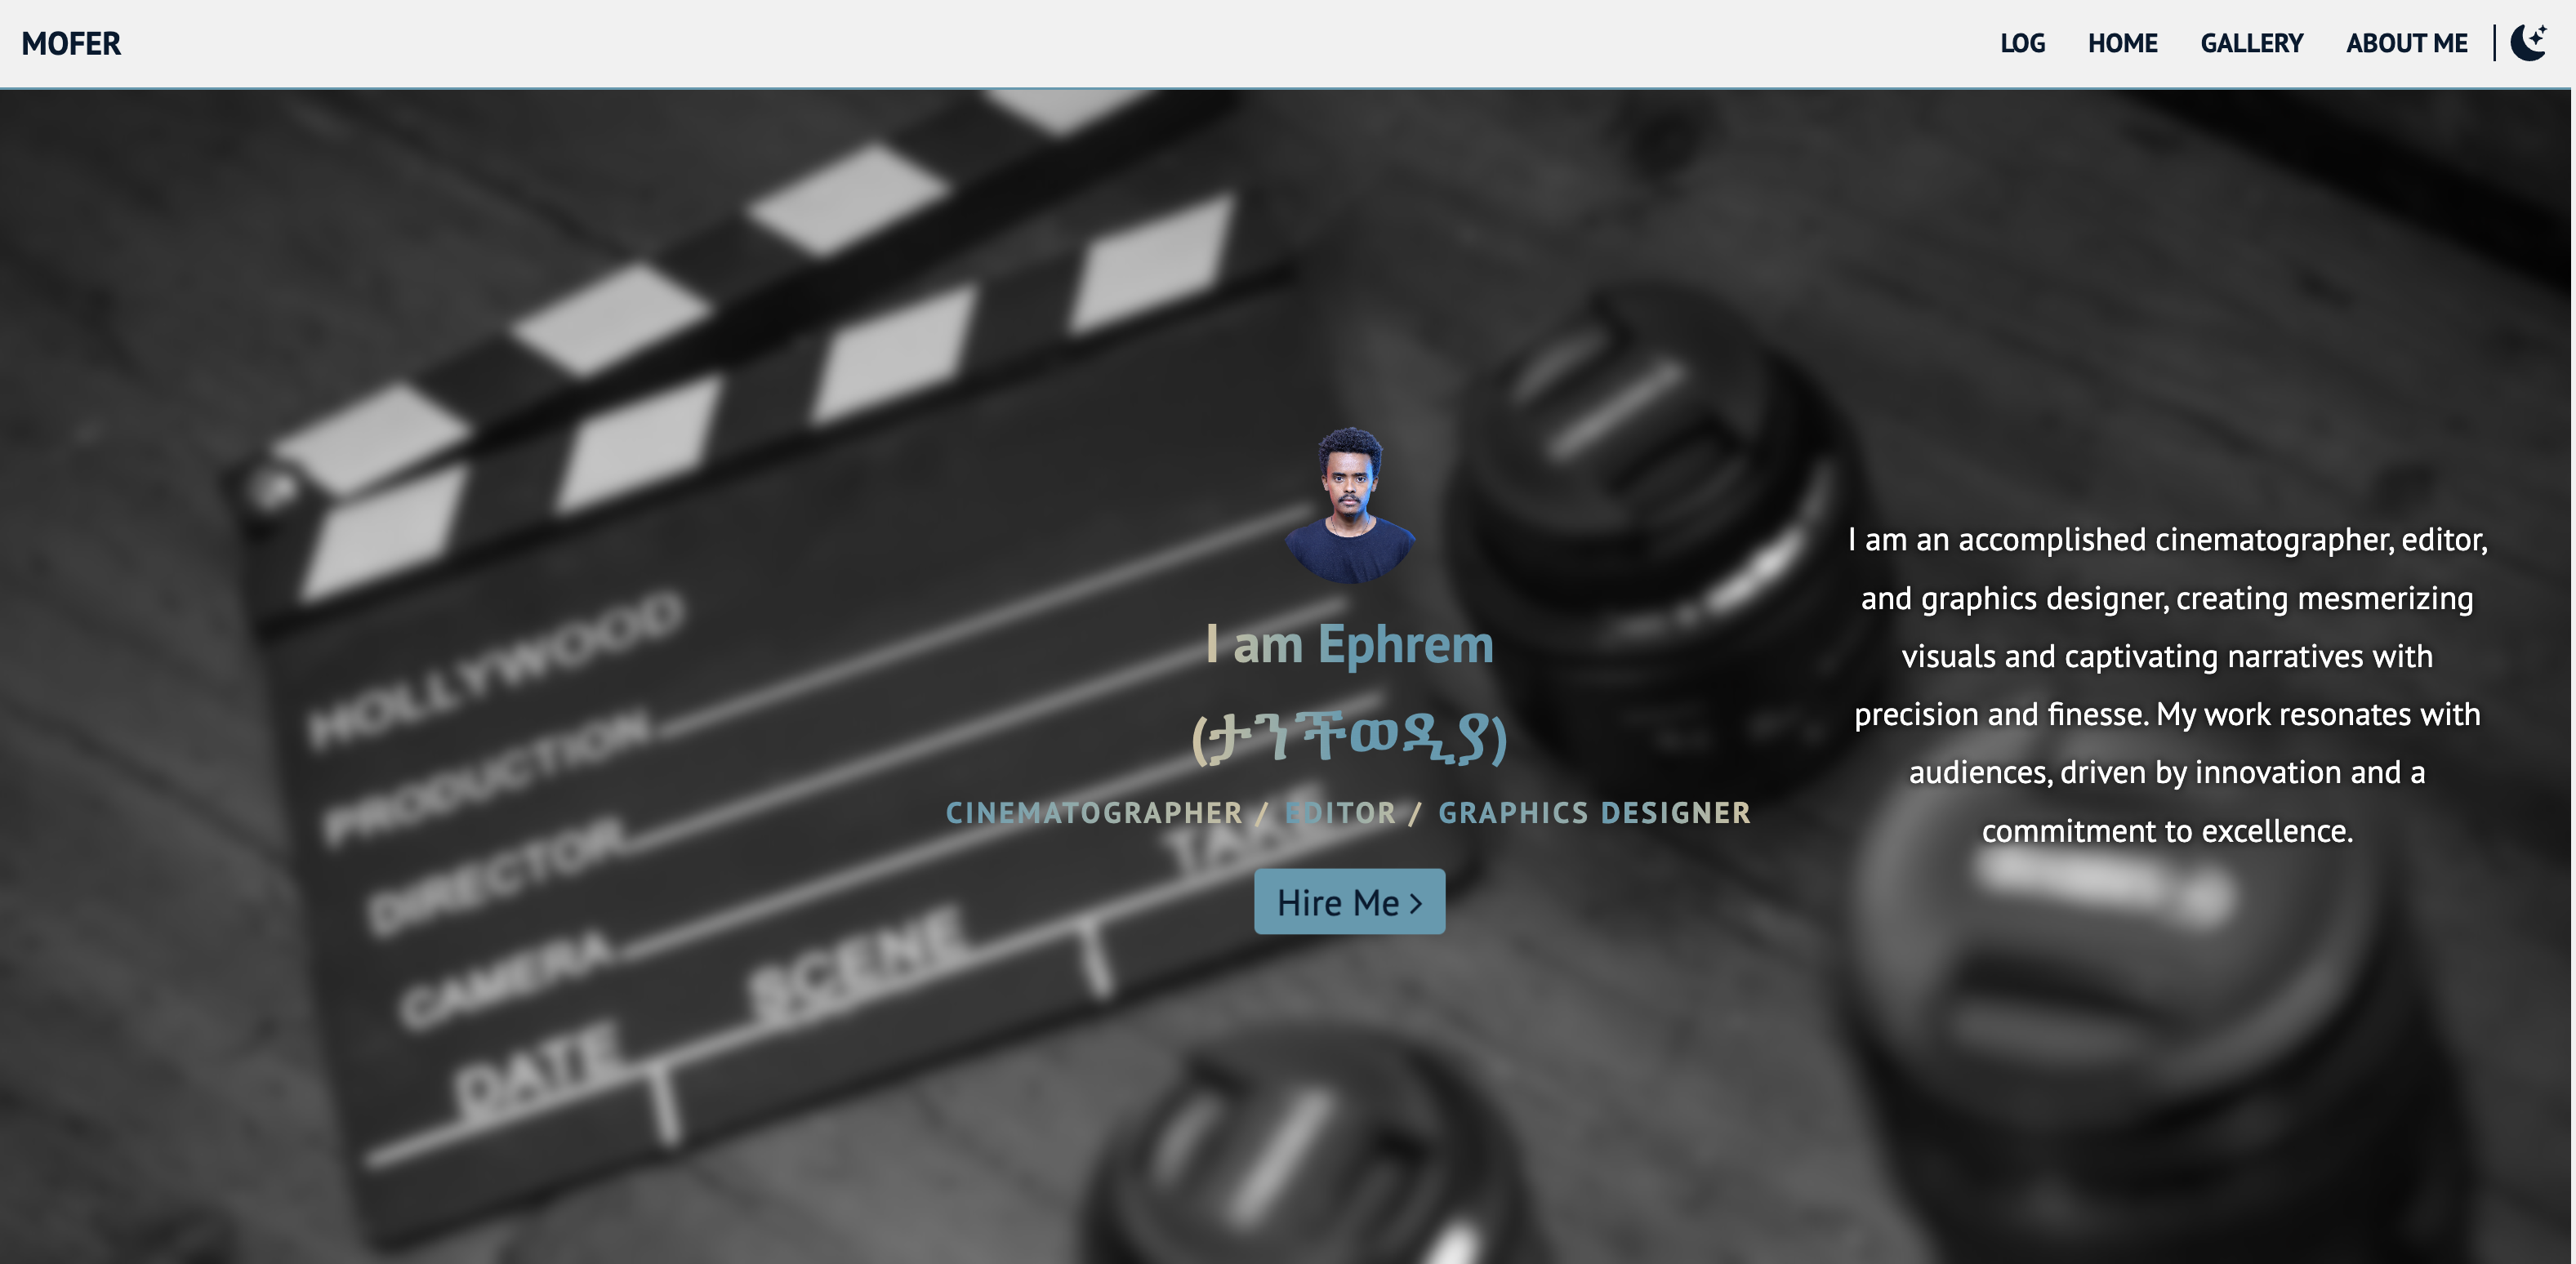 MOFER
LOG HOME GALLERY ABOUT ME
I am Ephrem
(ታንችወዲያ)
CINEMATOGRAPHER / EDITOR / GRAPHICS DESIGNER
Hire Me >
I am an accomplished cinematographer, editor,
and graphics designer, creating mesmerizing
visuals and captivating narratives with
precision and finesse. My work resonates with
audiences, driven by innovation and a
commitment to excellence.
HOLLYWOOD
PRODUCTION
DIRECTOR
CAMERA
DATE
SCENE
TAKE